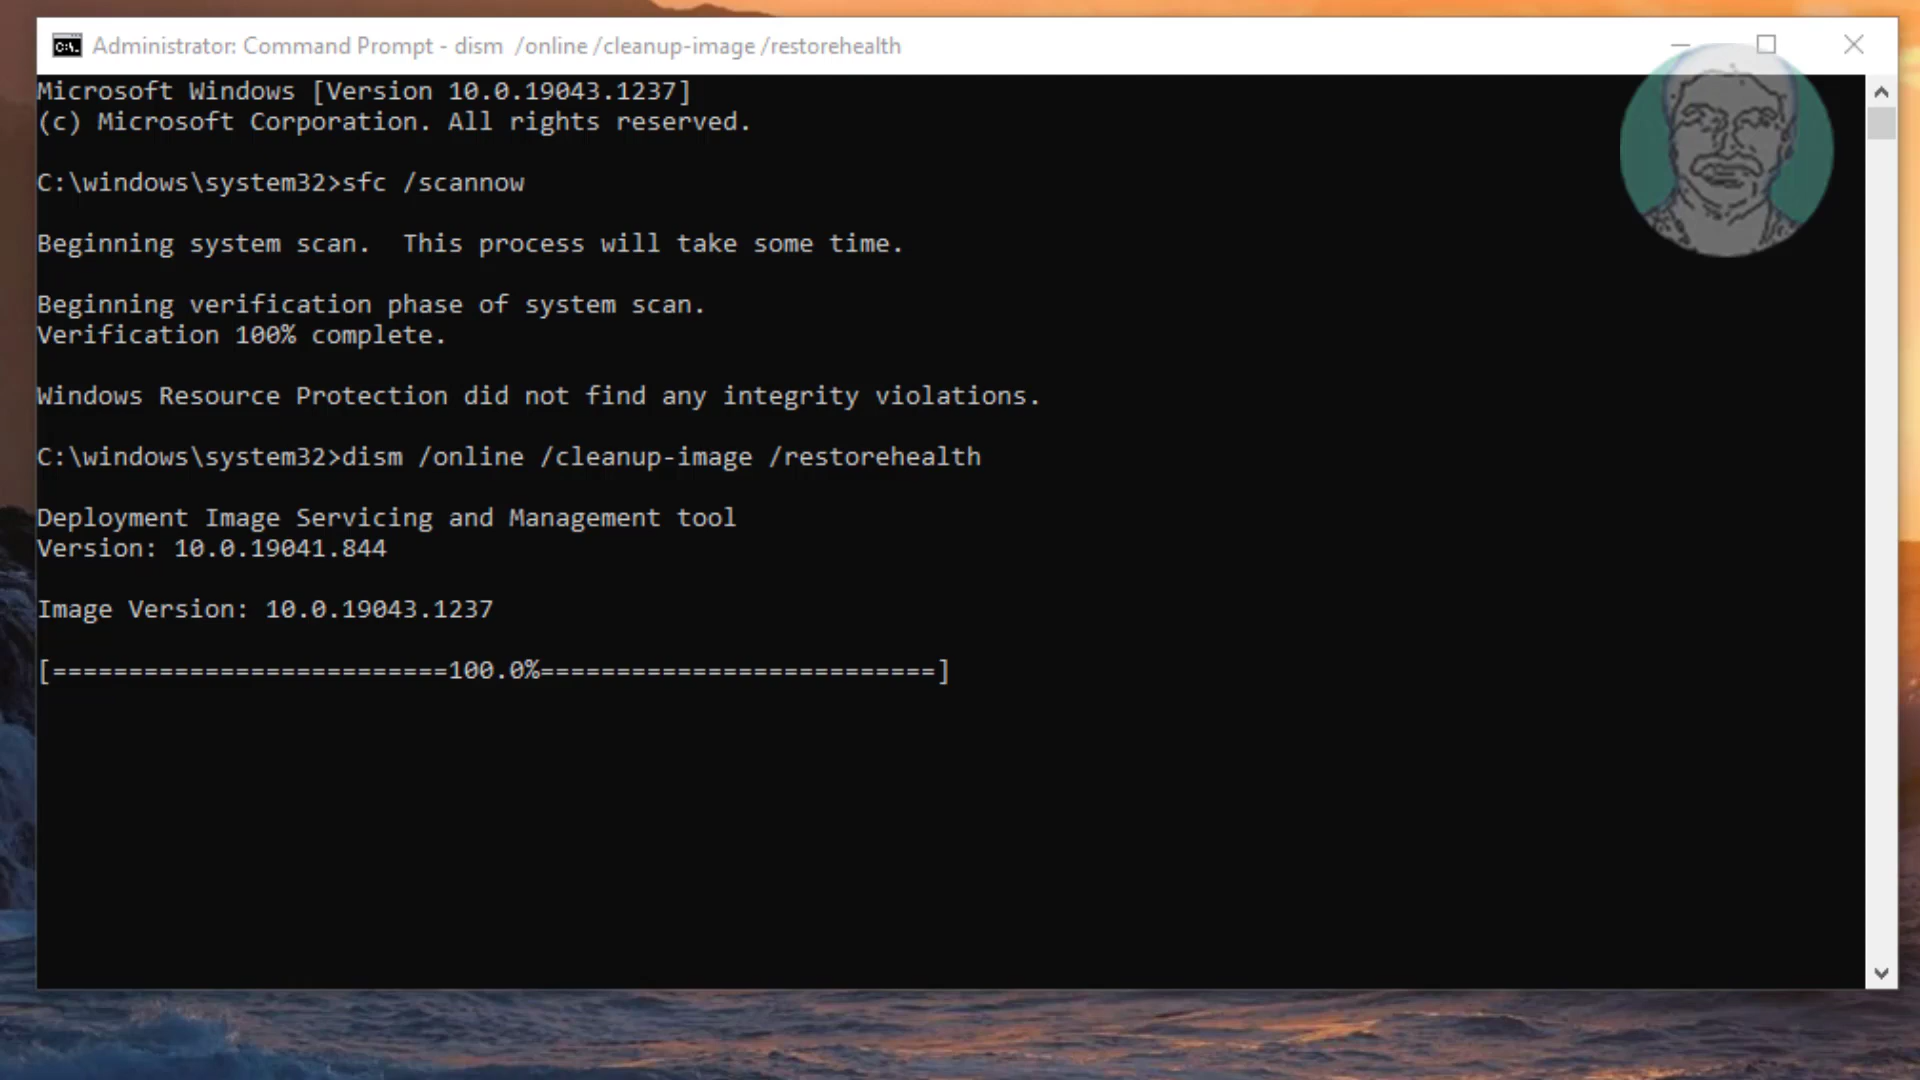 Administrator: Command Prompt - dism  /online /cleanup-image /restorehealth
Microsoft Windows [Version 10.0.19043.1237]
(c) Microsoft Corporation. All rights reserved.
C:\windows\system32>sfc /scannow
Beginning system scan.  This process will take some time.
Beginning verification phase of system scan.
Verification 100% complete.
Windows Resource Protection did not find any integrity violations.
C:\windows\system32>dism /online /cleanup-image /restorehealth
Deployment Image Servicing and Management tool
Version: 10.0.19041.844
Image Version: 10.0.19043.1237
[==========================100.0%==========================]